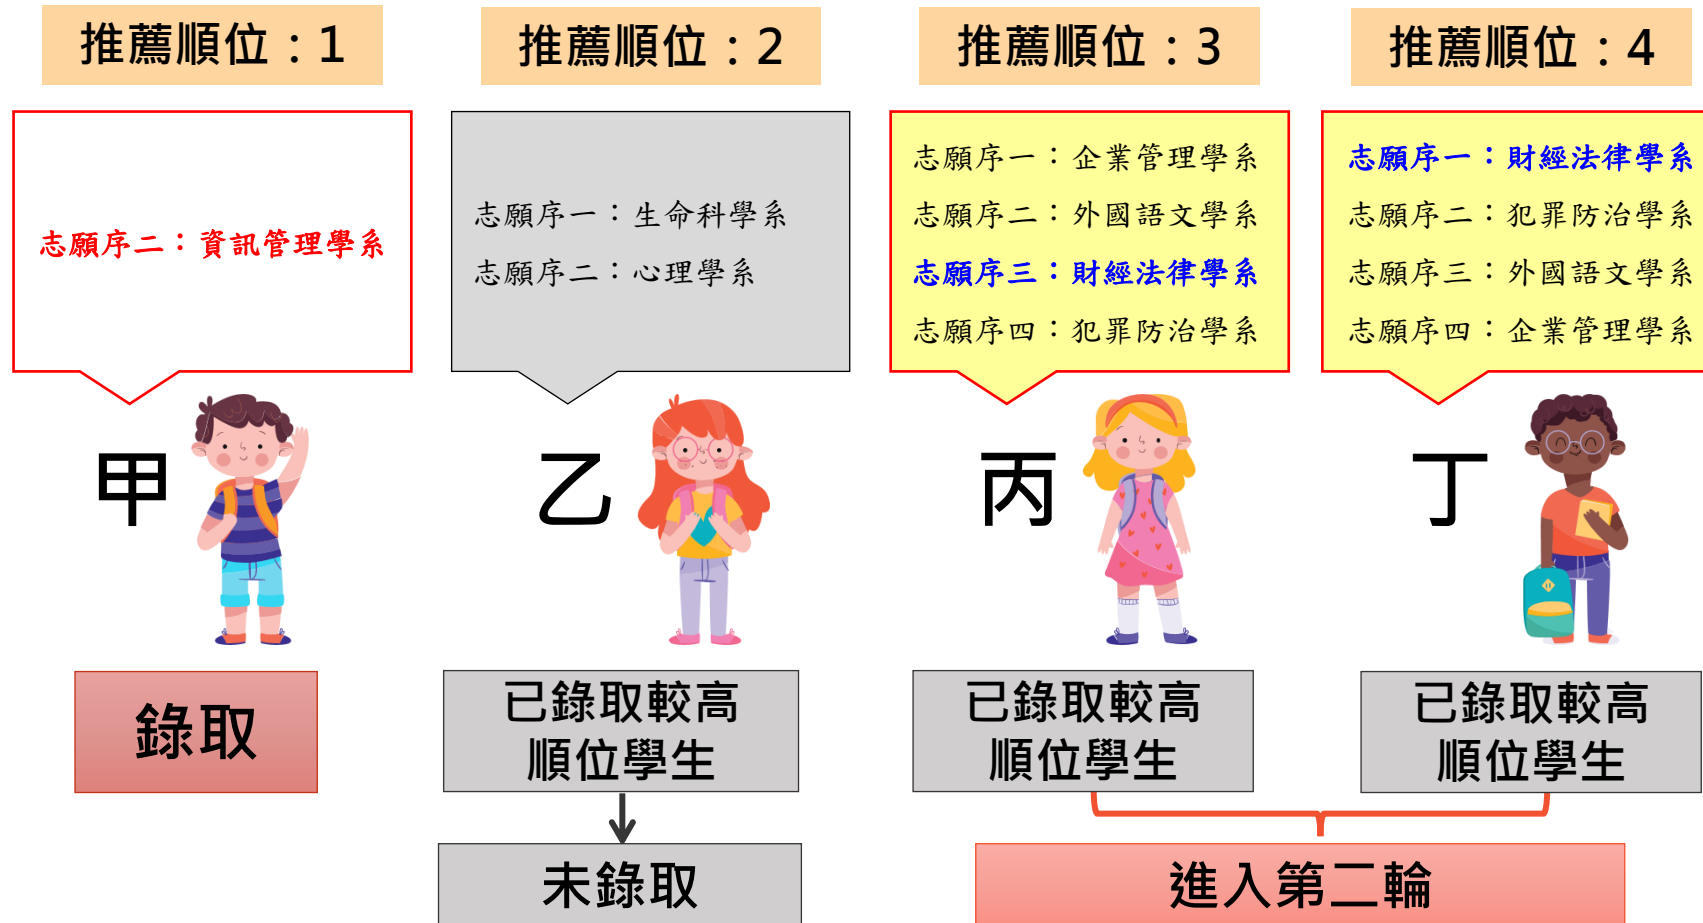 推薦順位：1
推薦順位：2
推薦順位：3
推薦順位：4
志願序二：資訊管理學系
志願序一：生命科學系
志願序二：心理學系
志願序一：企業管理學系
志願序二：外國語文學系
志願序三：財經法律學系
志願序四：犯罪防治學系
志願序一：財經法律學系
志願序二：犯罪防治學系
志願序三：外國語文學系
志願序四：企業管理學系
甲
乙
丙
丁
錄取
已錄取較高
順位學生
已錄取較高
順位學生
已錄取較高
順位學生
未錄取
進入第二輪